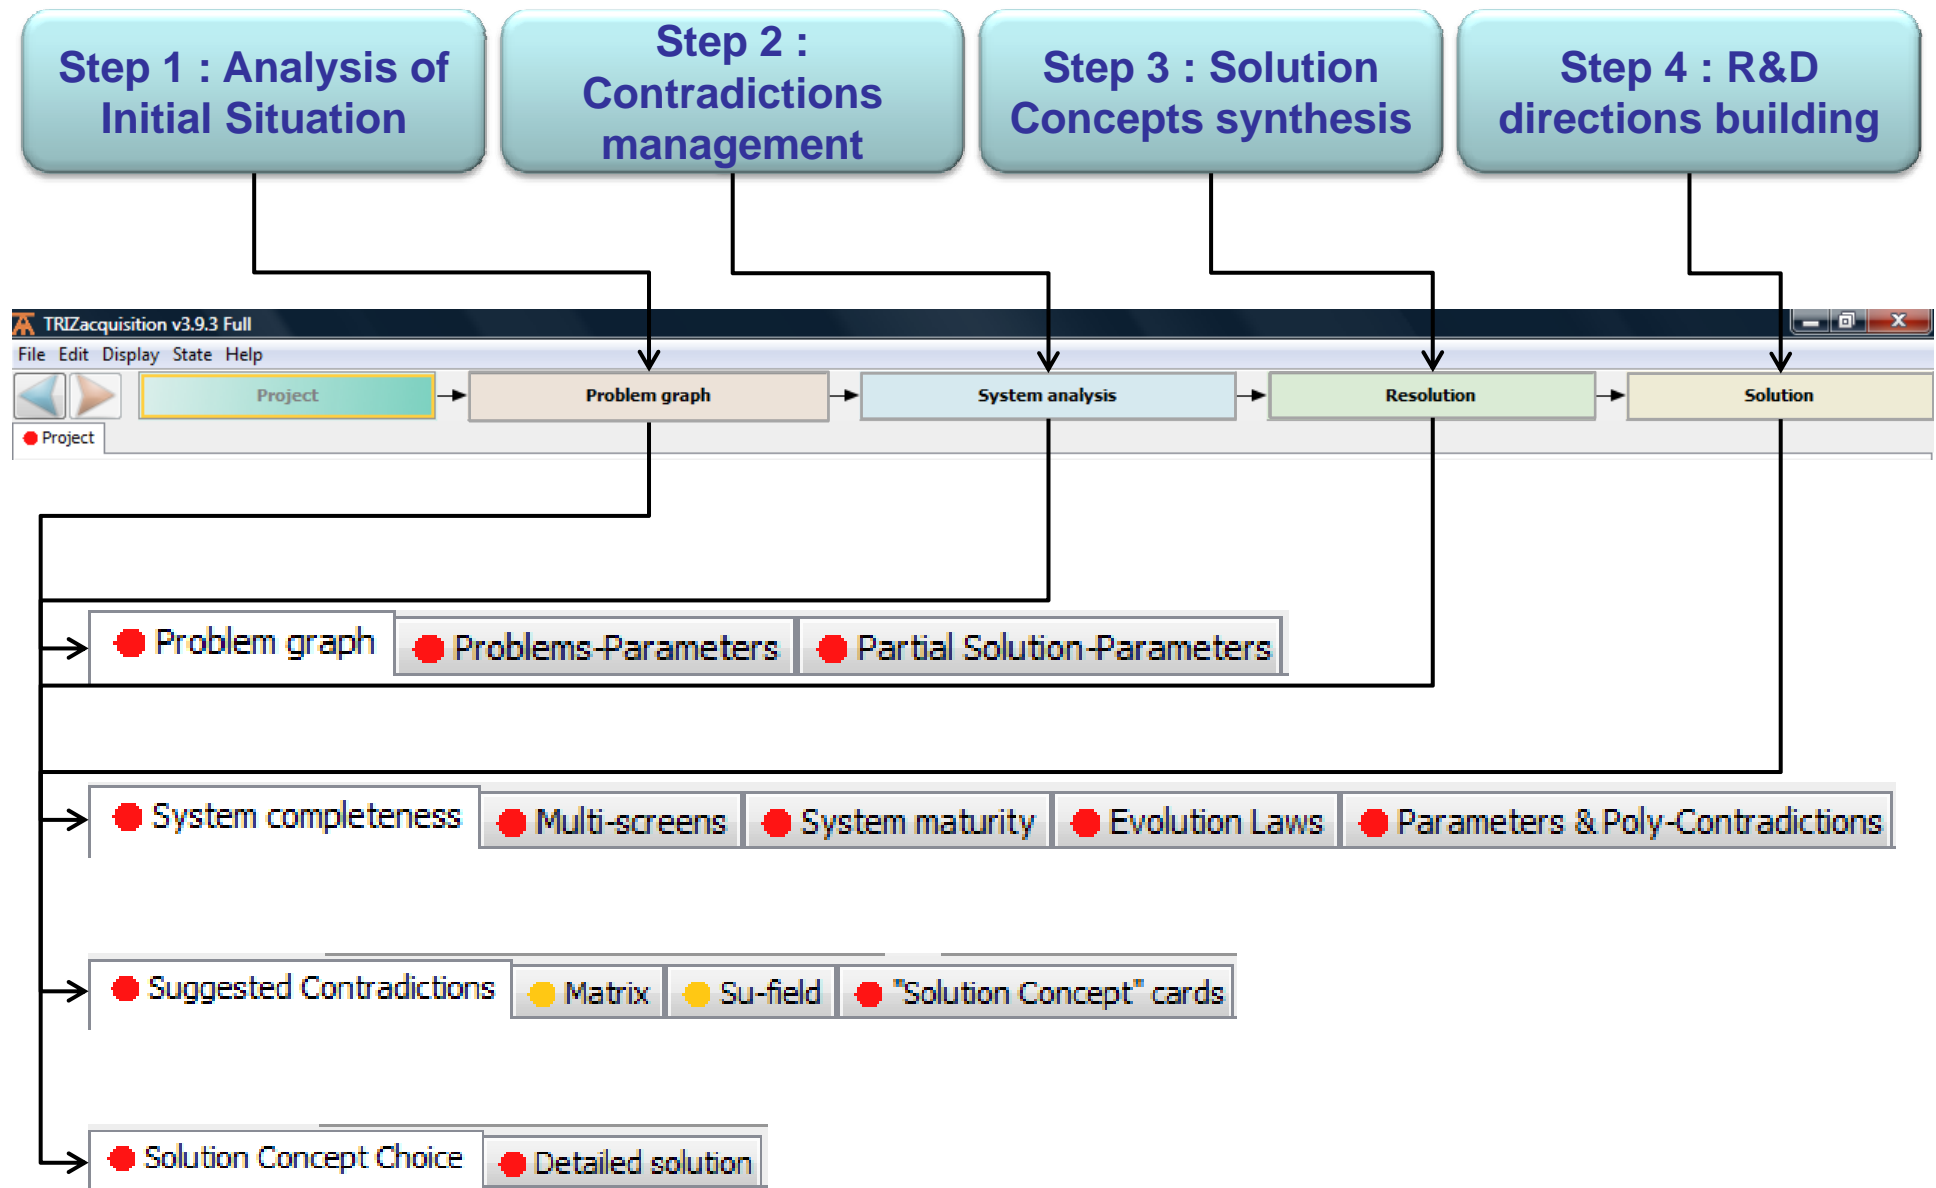 Step 1 : Analysis of
Initial Situation
Step 2 :
Contradictions
management
Step 3 : Solution
Concepts synthesis
Step 4 : R&D
directions building
TRIZacquisition v3.9.3 Full
File Edit Display State Help
Project
Problem graph
System analysis
Resolution
Solution
Project
Problem graph
Problems-Parameters
Partial Solution-Parameters
System completeness
Multi-screens
System maturity
Evolution Laws
Parameters & Poly-Contradictions
Suggested Contradictions
Matrix
Su-field
"Solution Concept" cards
Solution Concept Choice
Detailed solution